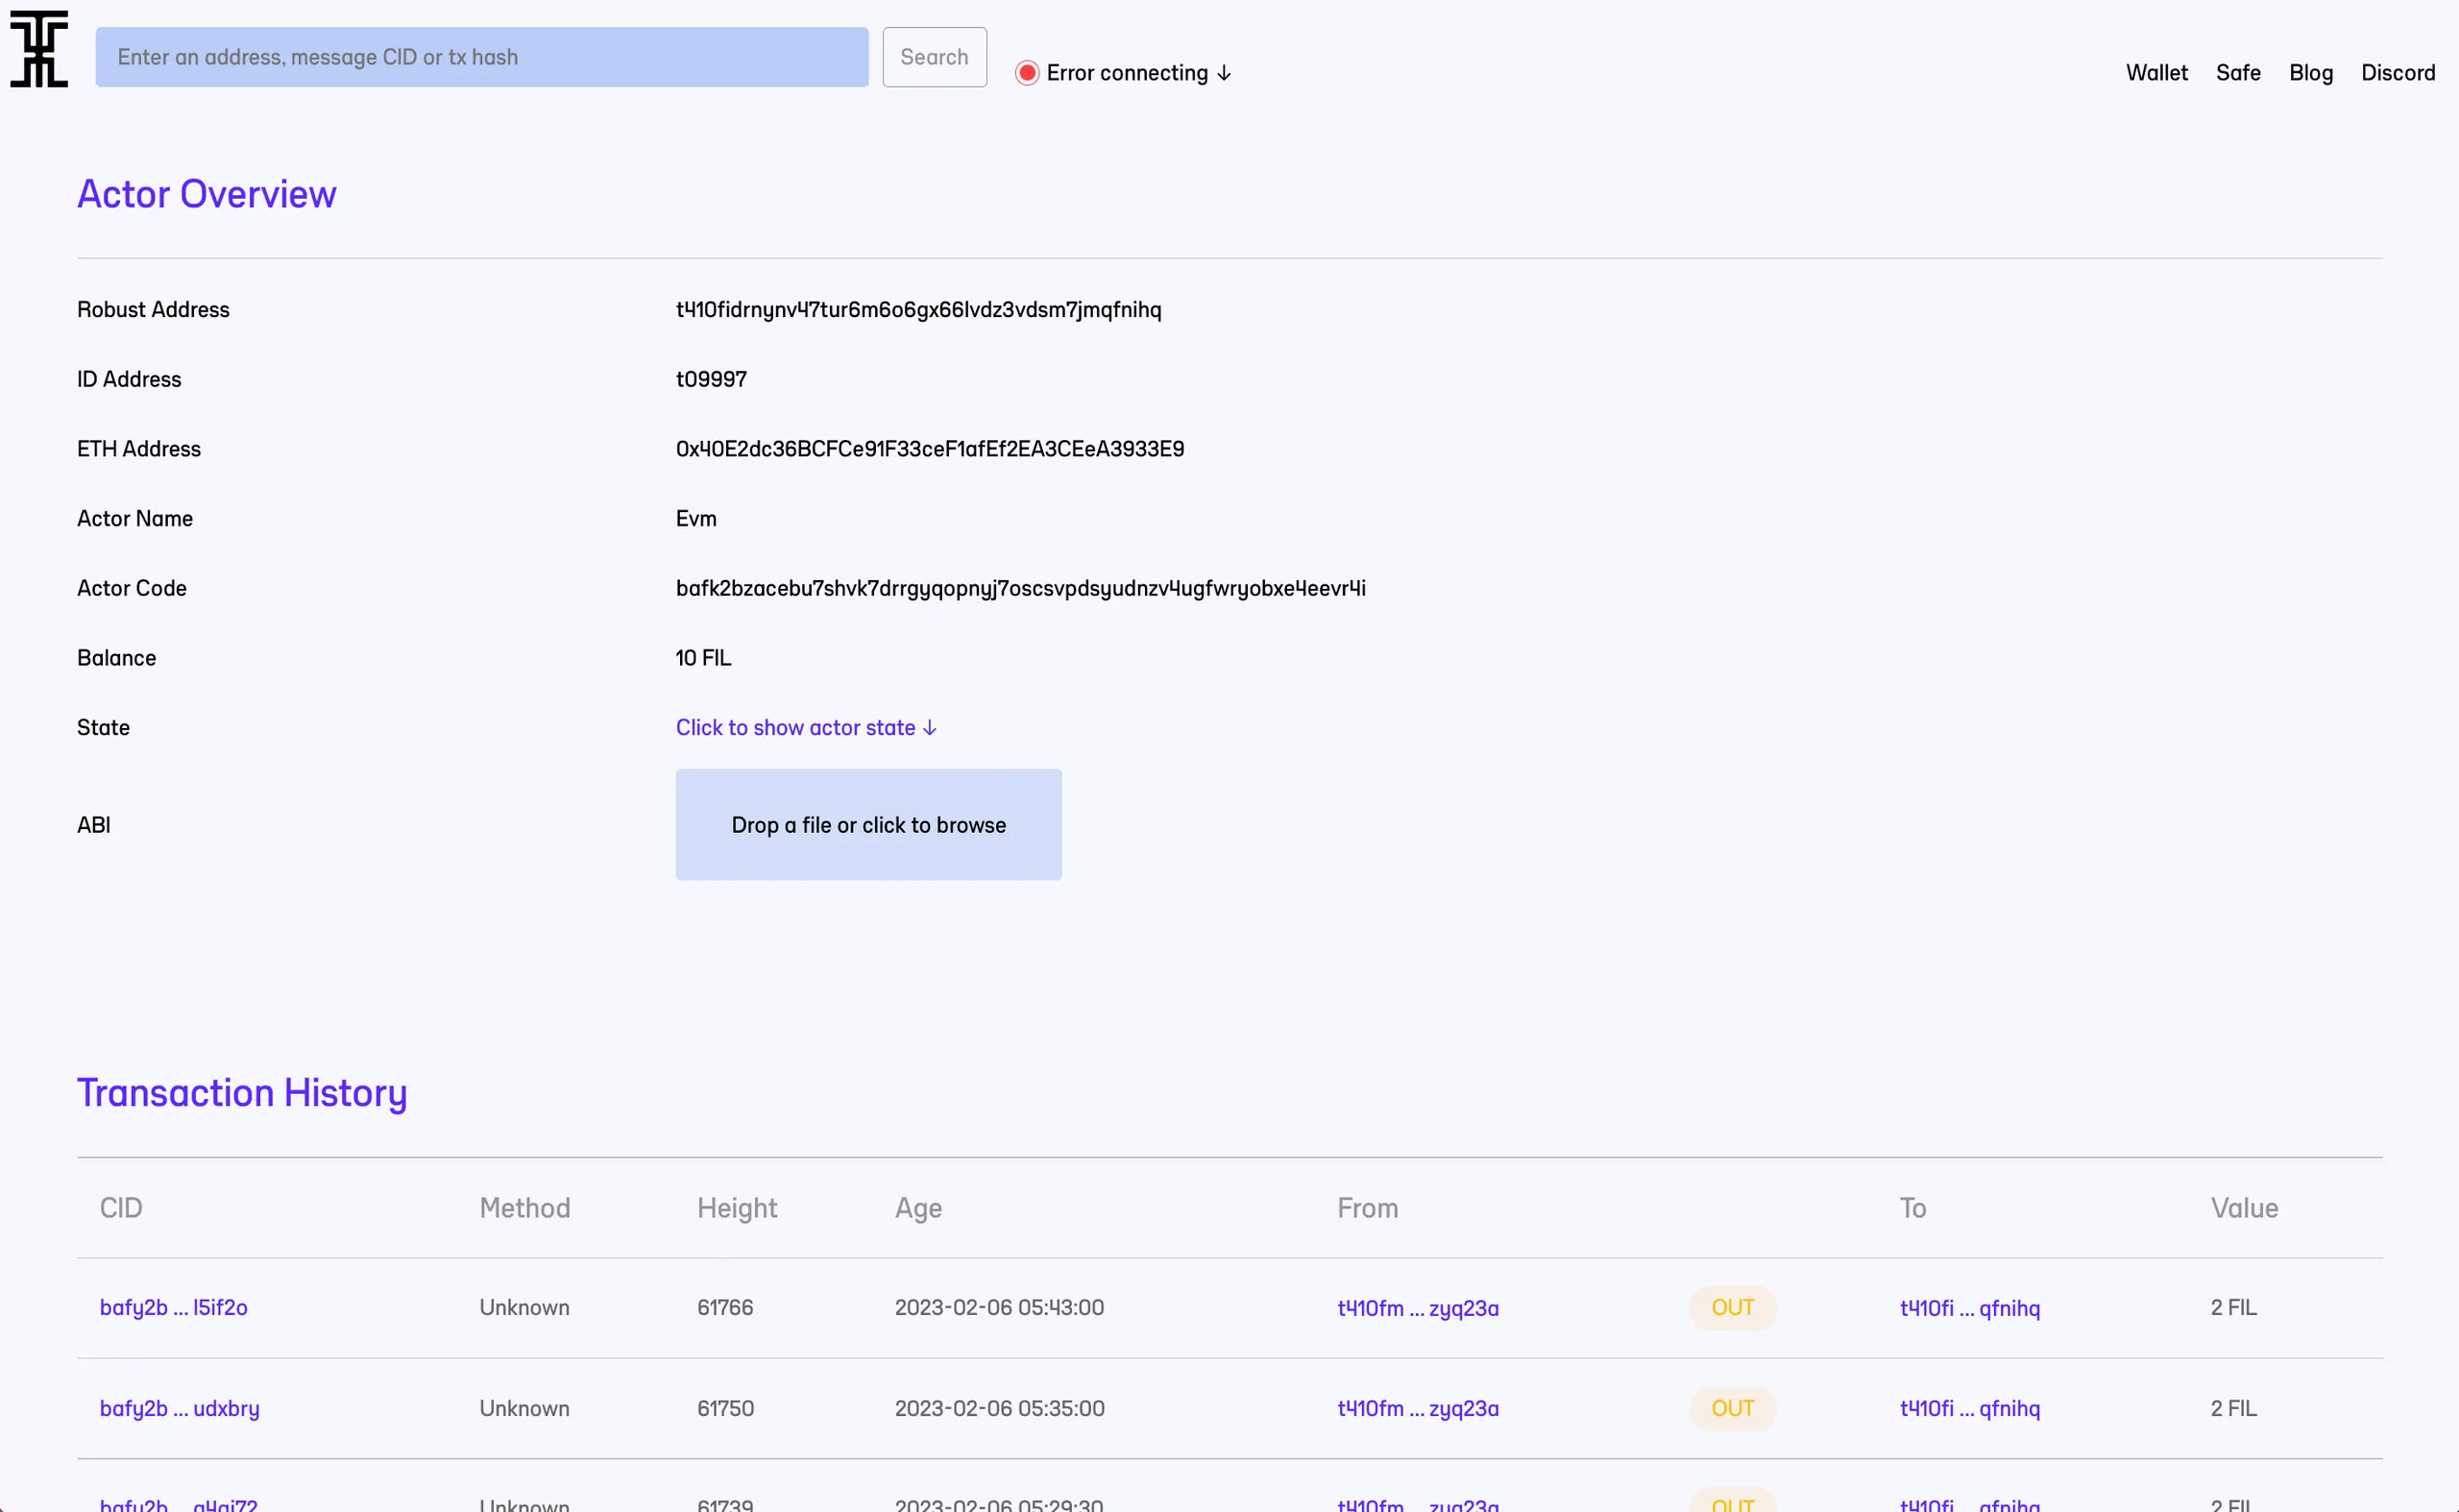 Enter an address, message CID or tx hash Search Error connecting ↓ Wallet Safe Blog Discord
Actor Overview
Robust Address t410fidrnynv47tur6m6o6gx66lvdz3vdsm7jmqfnihq
ID Address t09997
ETH Address 0x40E2dc36BCFCe91F33ceF1afEf2EA3CEeA3933E9
Actor Name Evm
Actor Code bafk2bzacebu7shvk7drrgyqopnyj7oscsvpdsyudnzv4ugfwryobxe4eevr4i
Balance 10 FIL
State Click to show actor state ↓
ABI Drop a file or click to browse
Transaction History
CID Method Height Age From To Value
bafy2b ... l5if2o Unknown 61766 2023-02-06 05:43:00 t410fm ... zyq23a OUT t410fi ... qfnihq 2 FIL
bafy2b ... udxbry Unknown 61750 2023-02-06 05:35:00 t410fm ... zyq23a OUT t410fi ... qfnihq 2 FIL
bafy2b ... Unknown 61739 2023-02-06 05:29:30 t410fm ... zyq23a OUT t410fi ... qfnihq 2 FIL